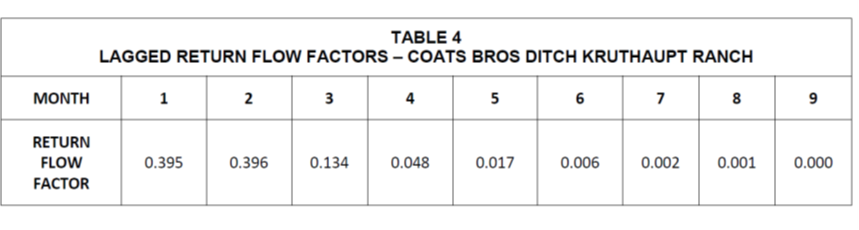 TABLE 4
LAGGED RETURN FLOW FACTORS – COATS BROS DITCH KRUTHAUPT RANCH
MONTH 1 2 3 4 5 6 7 8 9
RETURN
FLOW
FACTOR 0.395 0.396 0.134 0.048 0.017 0.006 0.002 0.001 0.000